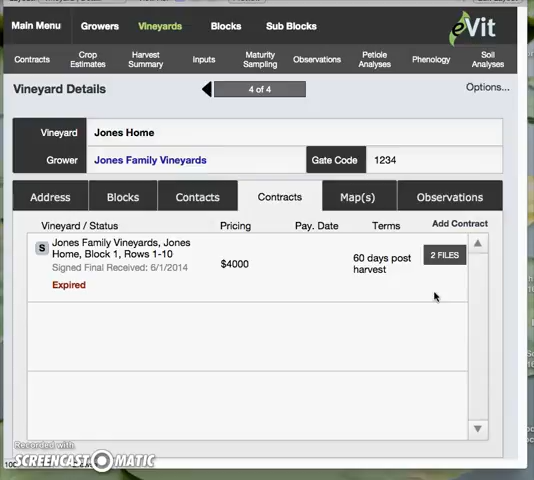 Main Menu Growers Vineyards Blocks Sub Blocks eVit
Contracts Crop Estimates Harvest Summary Inputs Maturity Sampling Observations Petiole Analyses Phenology Soil Analyses
Vineyard Details 4 of 4 Options...
Vineyard Jones Home
Grower Jones Family Vineyards Gate Code 1234
Address Blocks Contacts Contracts Map(s) Observations
Vineyard / Status Pricing Pay. Date Terms Add Contract
S Jones Family Vineyards, Jones $4000 60 days post 2 FILES
Home, Block 1, Rows 1-10 harvest
Signed Final Received: 6/1/2014
Expired
Recorded with
SCREENCAST-O-MATIC